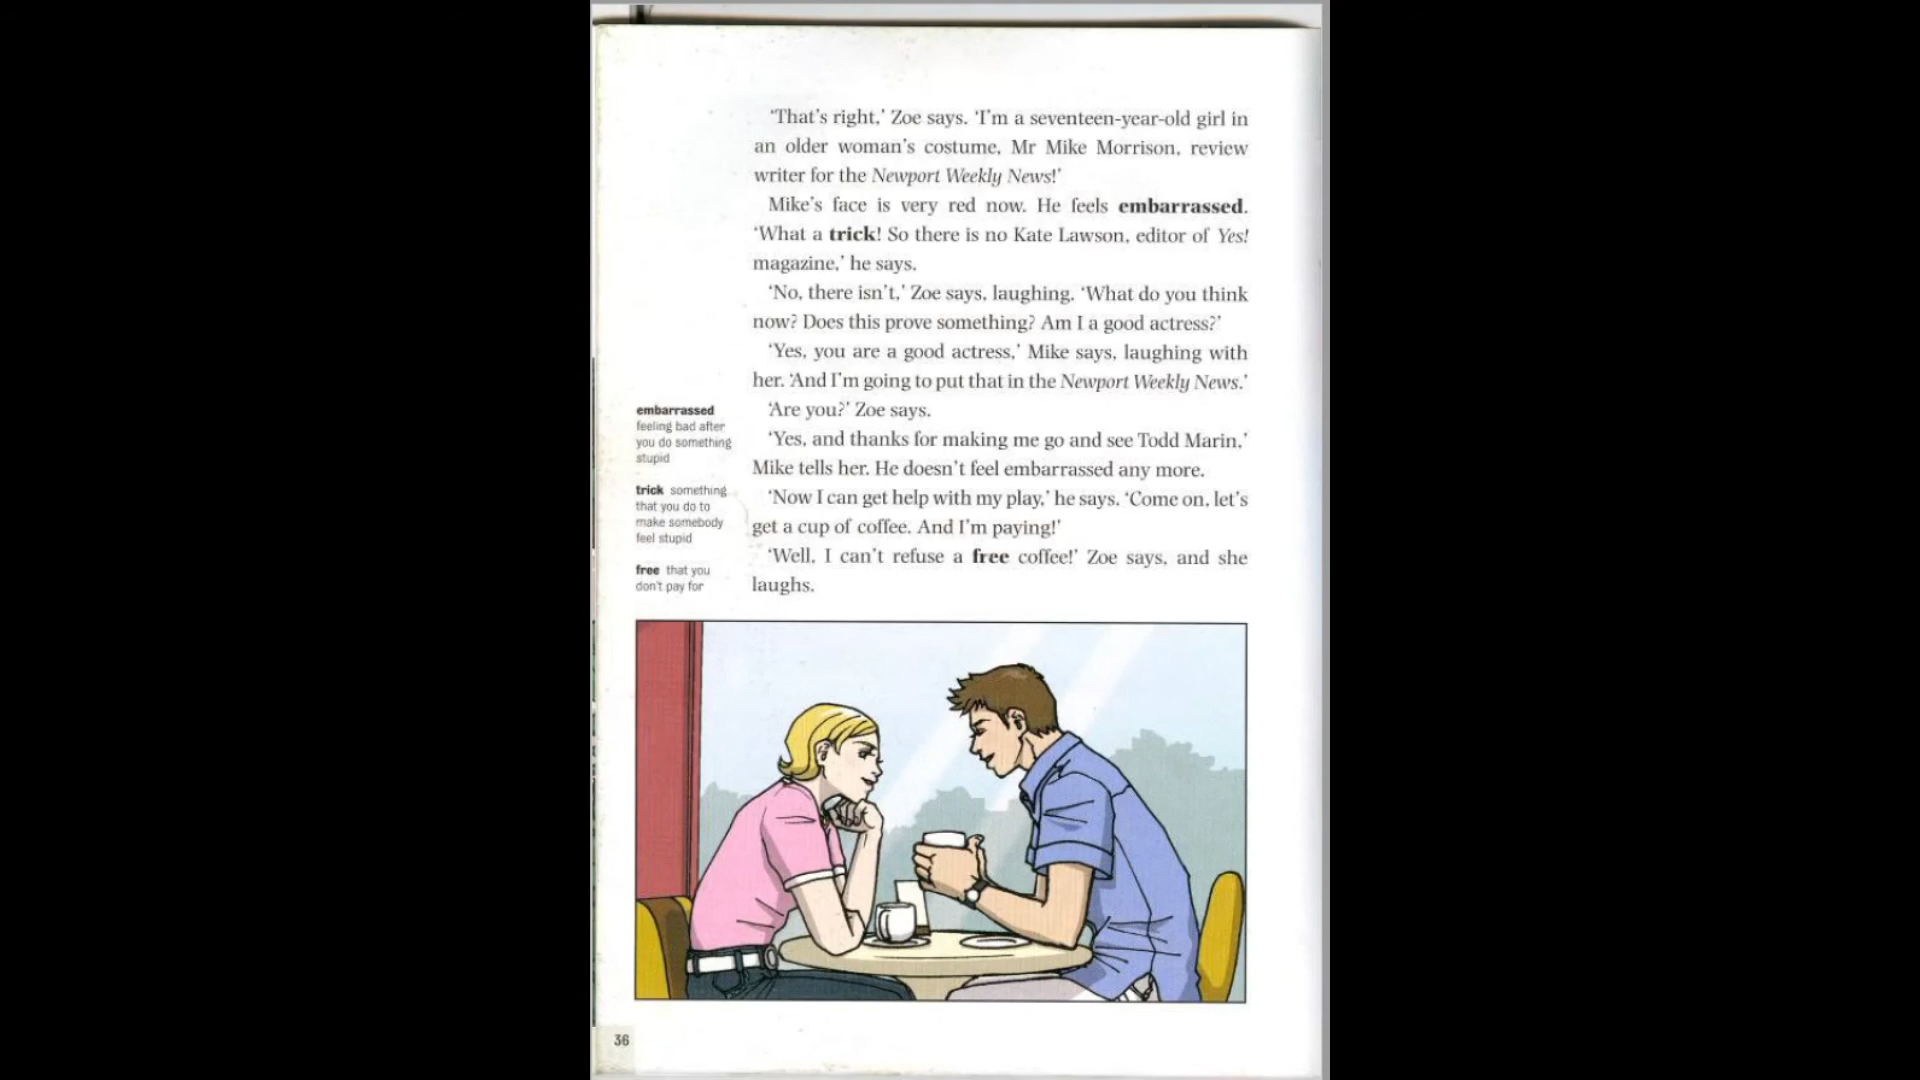 ‘That’s right,’ Zoe says. ‘I’m a seventeen-year-old girl in
an older woman’s costume, Mr Mike Morrison, review
writer for the Newport Weekly News!’
Mike’s face is very red now. He feels embarrassed.
‘What a trick! So there is no Kate Lawson, editor of Yes!
magazine,’ he says.
‘No, there isn’t,’ Zoe says, laughing. ‘What do you think
now? Does this prove something? Am I a good actress?’
‘Yes, you are a good actress,’ Mike says, laughing with
her. ‘And I’m going to put that in the Newport Weekly News.’
‘Are you?’ Zoe says.
‘Yes, and thanks for making me go and see Todd Marin,’
Mike tells her. He doesn’t feel embarrassed any more.
‘Now I can get help with my play,’ he says. ‘Come on, let’s
get a cup of coffee. And I’m paying!’
‘Well, I can’t refuse a free coffee!’ Zoe says, and she
laughs.
embarrassed
feeling bad after
you do something
stupid
trick something
that you do to
make somebody
feel stupid
free that you
don’t pay for
36